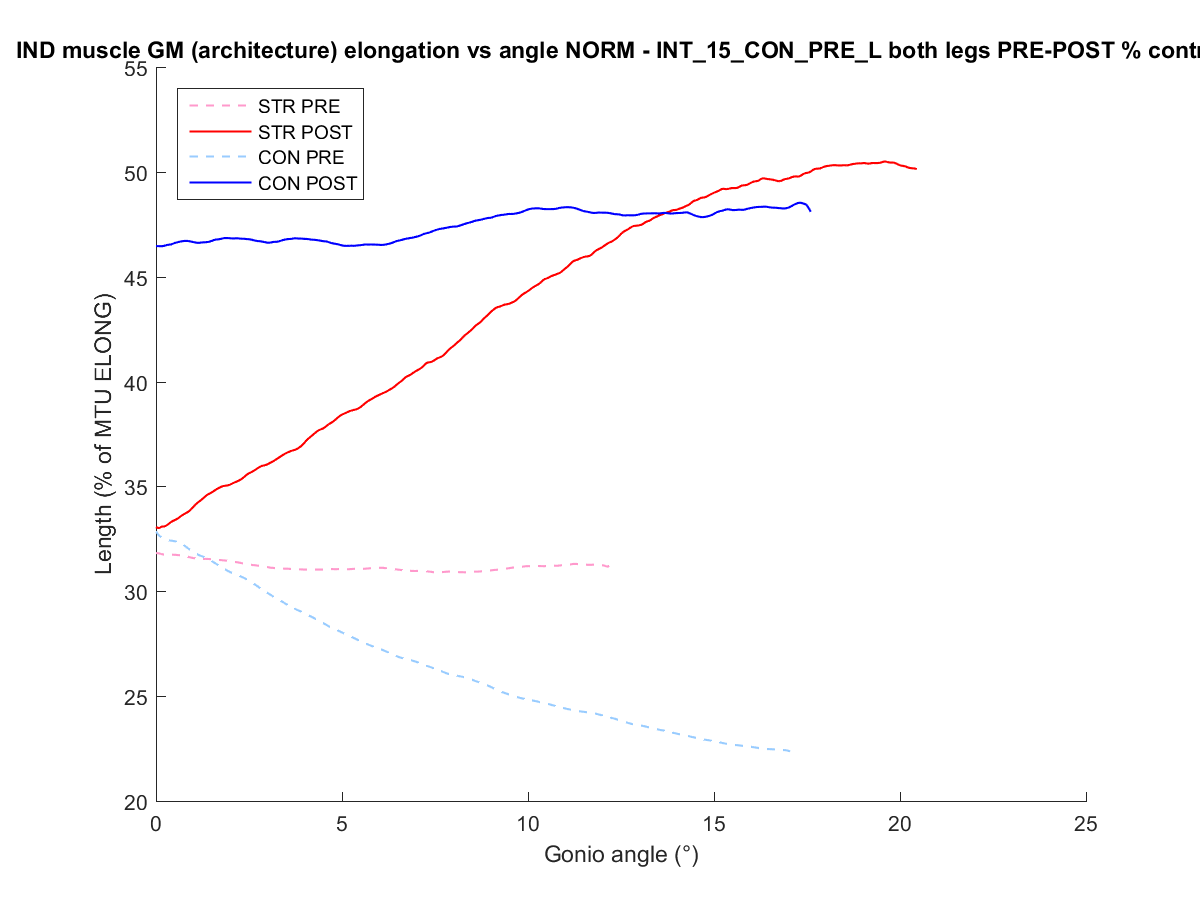 IND muscle GM (architecture) elongation vs angle NORM - INT_15_CON_PRE_L both legs PRE-POST % contr
55
50
45
40
35
30
25
20
STR PRE
STR POST
CON PRE
CON POST
Length (% of MTU ELONG)
0 5 10 15 20 25
Gonio angle (°)